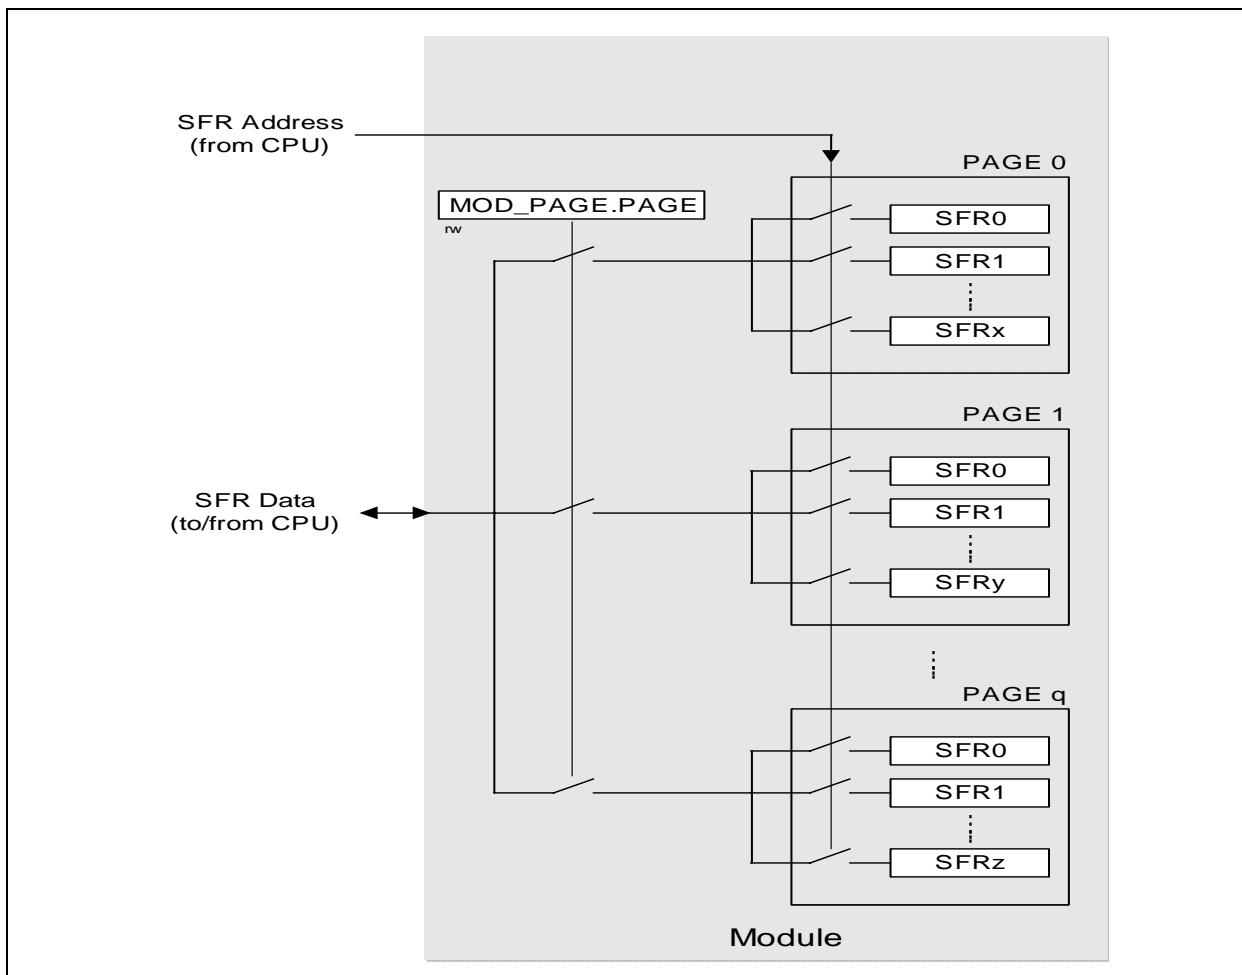 SFR Address
(from CPU)
PAGE 0
MOD_PAGE.PAGE
rw
SFR0
SFR1
SFRx
PAGE 1
SFR0
SFR1
SFRy
SFR Data
(to/from CPU)
PAGE q
SFR0
SFR1
SFRz
Module